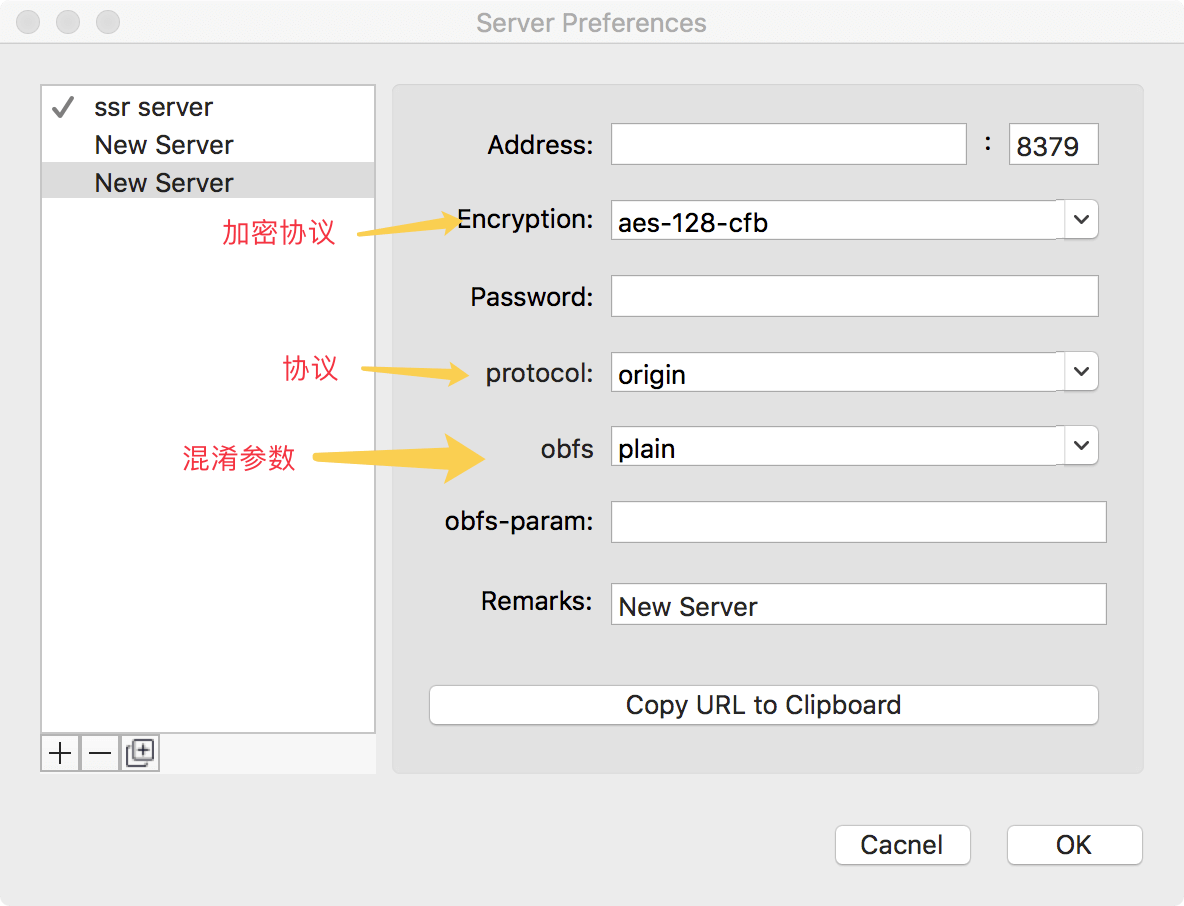 Server Preferences
ssr server
New Server
New Server
加密协议
协议
混淆参数
Address:
:
8379
Encryption:
aes-128-cfb
Password:
protocol:
origin
obfs
plain
obfs-param:
Remarks:
New Server
Copy URL to Clipboard
Cacnel
OK